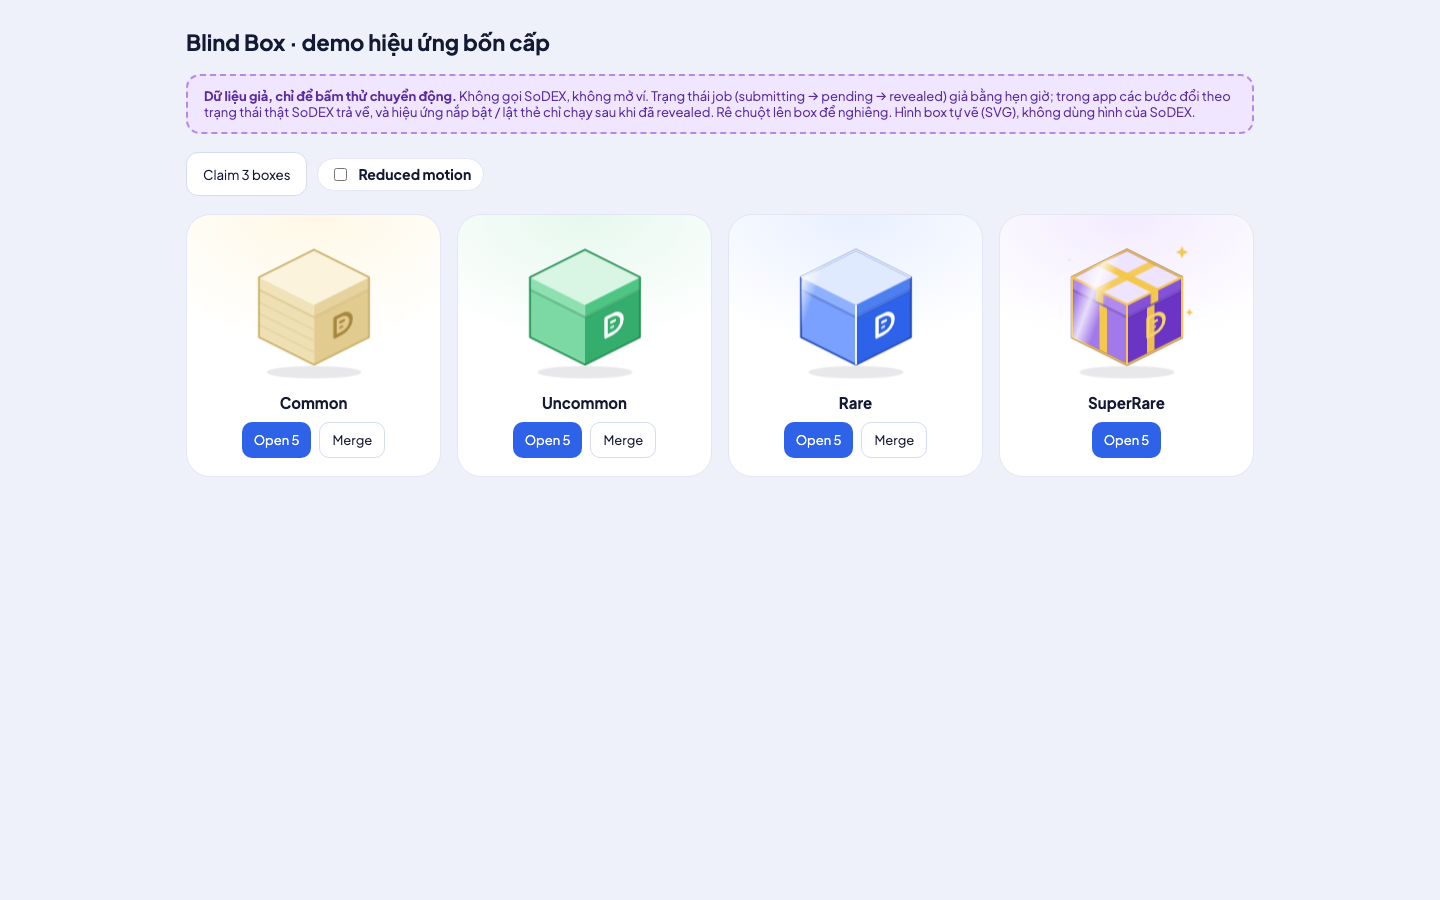 Blind Box · demo hiệu ứng bốn cấp
Dữ liệu giả, chỉ để bấm thử chuyển động. Không gọi SoDEX, không mở ví. Trạng thái job (submitting → pending → revealed) giả bằng hẹn giờ; trong app các bước đổi theo
trạng thái thật SoDEX trả về, và hiệu ứng nắp bật / lật thẻ chỉ chạy sau khi đã revealed. Rê chuột lên box để nghiêng. Hình box tự vẽ (SVG), không dùng hình của SoDEX.
Claim 3 boxes
Reduced motion
Common
Uncommon
Rare
SuperRare
Open 5
Merge
Open 5
Merge
Open 5
Merge
Open 5